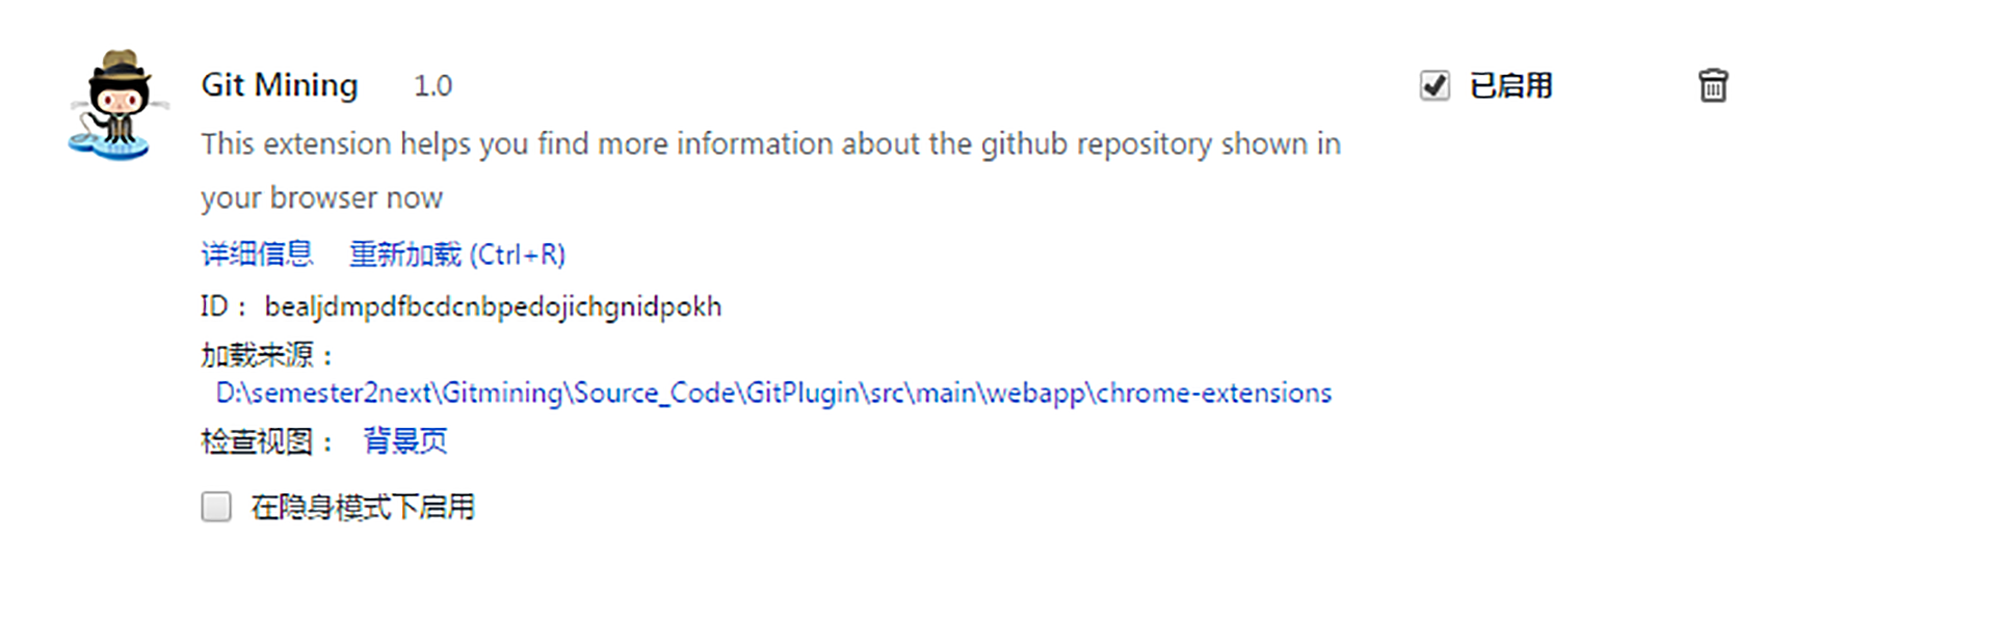 Git Mining 1.0 已启用
This extension helps you find more information about the github repository shown in
your browser now
详细信息 重新加载 (Ctrl+R)
ID： bealjdmpdfbcdcnbpedojichgnidpokh
加载来源：
D:\semester2next\Gitmining\Source_Code\GitPlugin\src\main\webapp\chrome-extensions
检查视图： 背景页
在隐身模式下启用